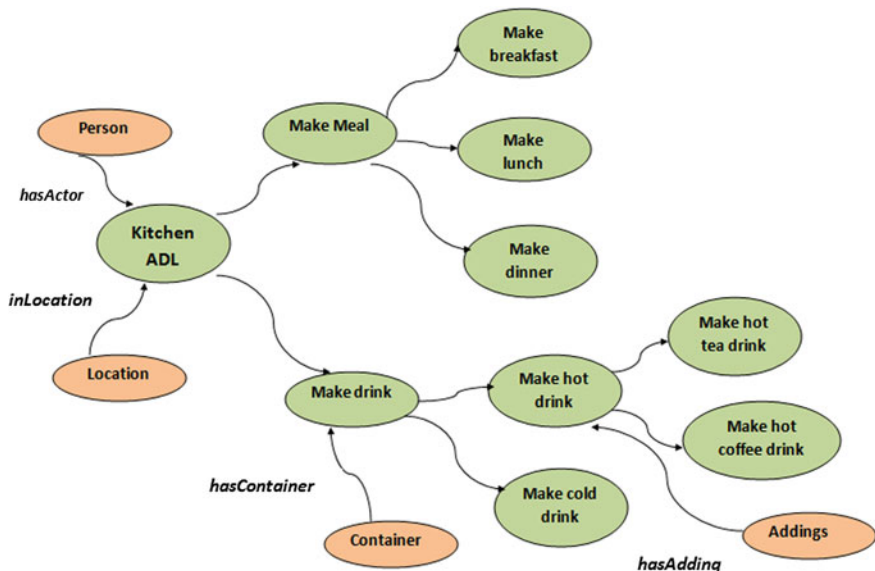 Make
breakfast
Person
Make Meal
Make
lunch
hasActor
Kitchen
ADL
Make
dinner
inLocation
Location
Make hot
tea drink
Make drink
Make hot
drink
Make hot
coffee drink
hasContainer
Make cold
drink
Container
Addings
hasAdding